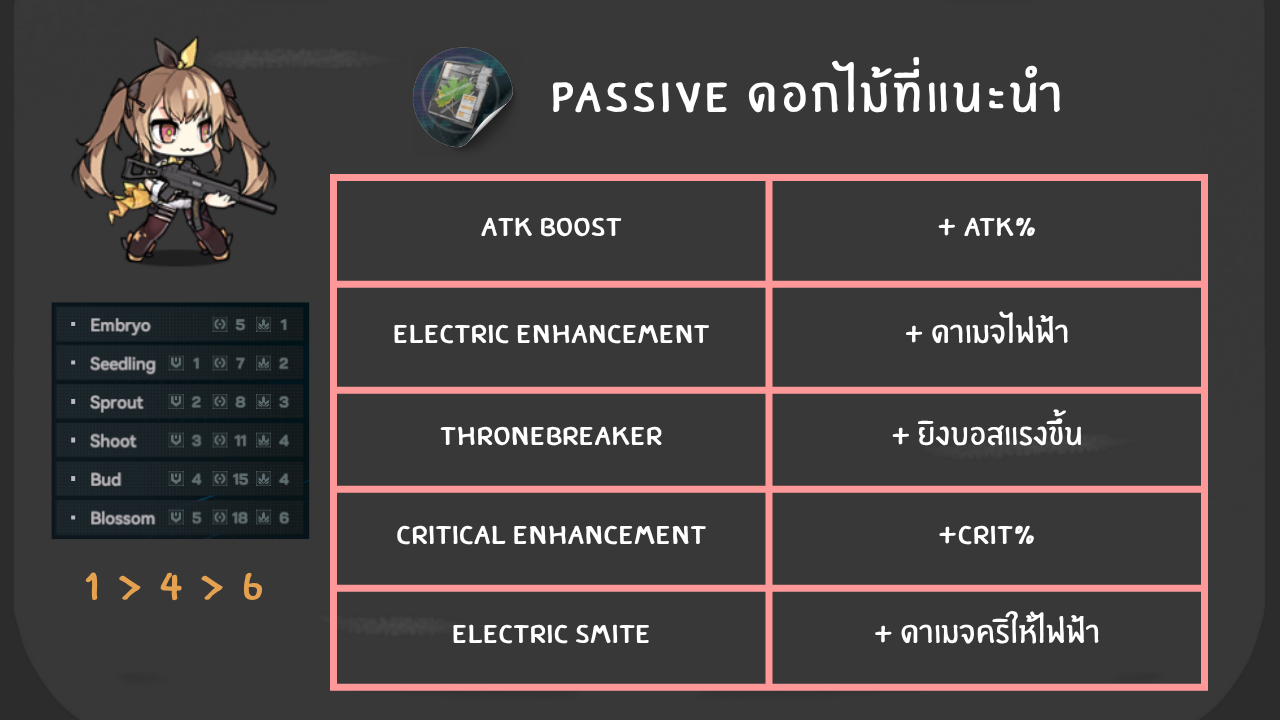 PASSIVE ดอกไม้ที่แนะนำ
ATK BOOST + ATK%
ELECTRIC ENHANCEMENT + ดาเมจไฟฟ้า
THRONEBREAKER + ยิงบอสแรงขึ้น
CRITICAL ENHANCEMENT +CRIT%
ELECTRIC SMITE + ดาเมจคริให้ไฟฟ้า
Embryo 5 1
Seedling 1 7 2
Sprout 2 8 3
Shoot 3 11 4
Bud 4 15 4
Blossom 5 18 6
1 > 4 > 6